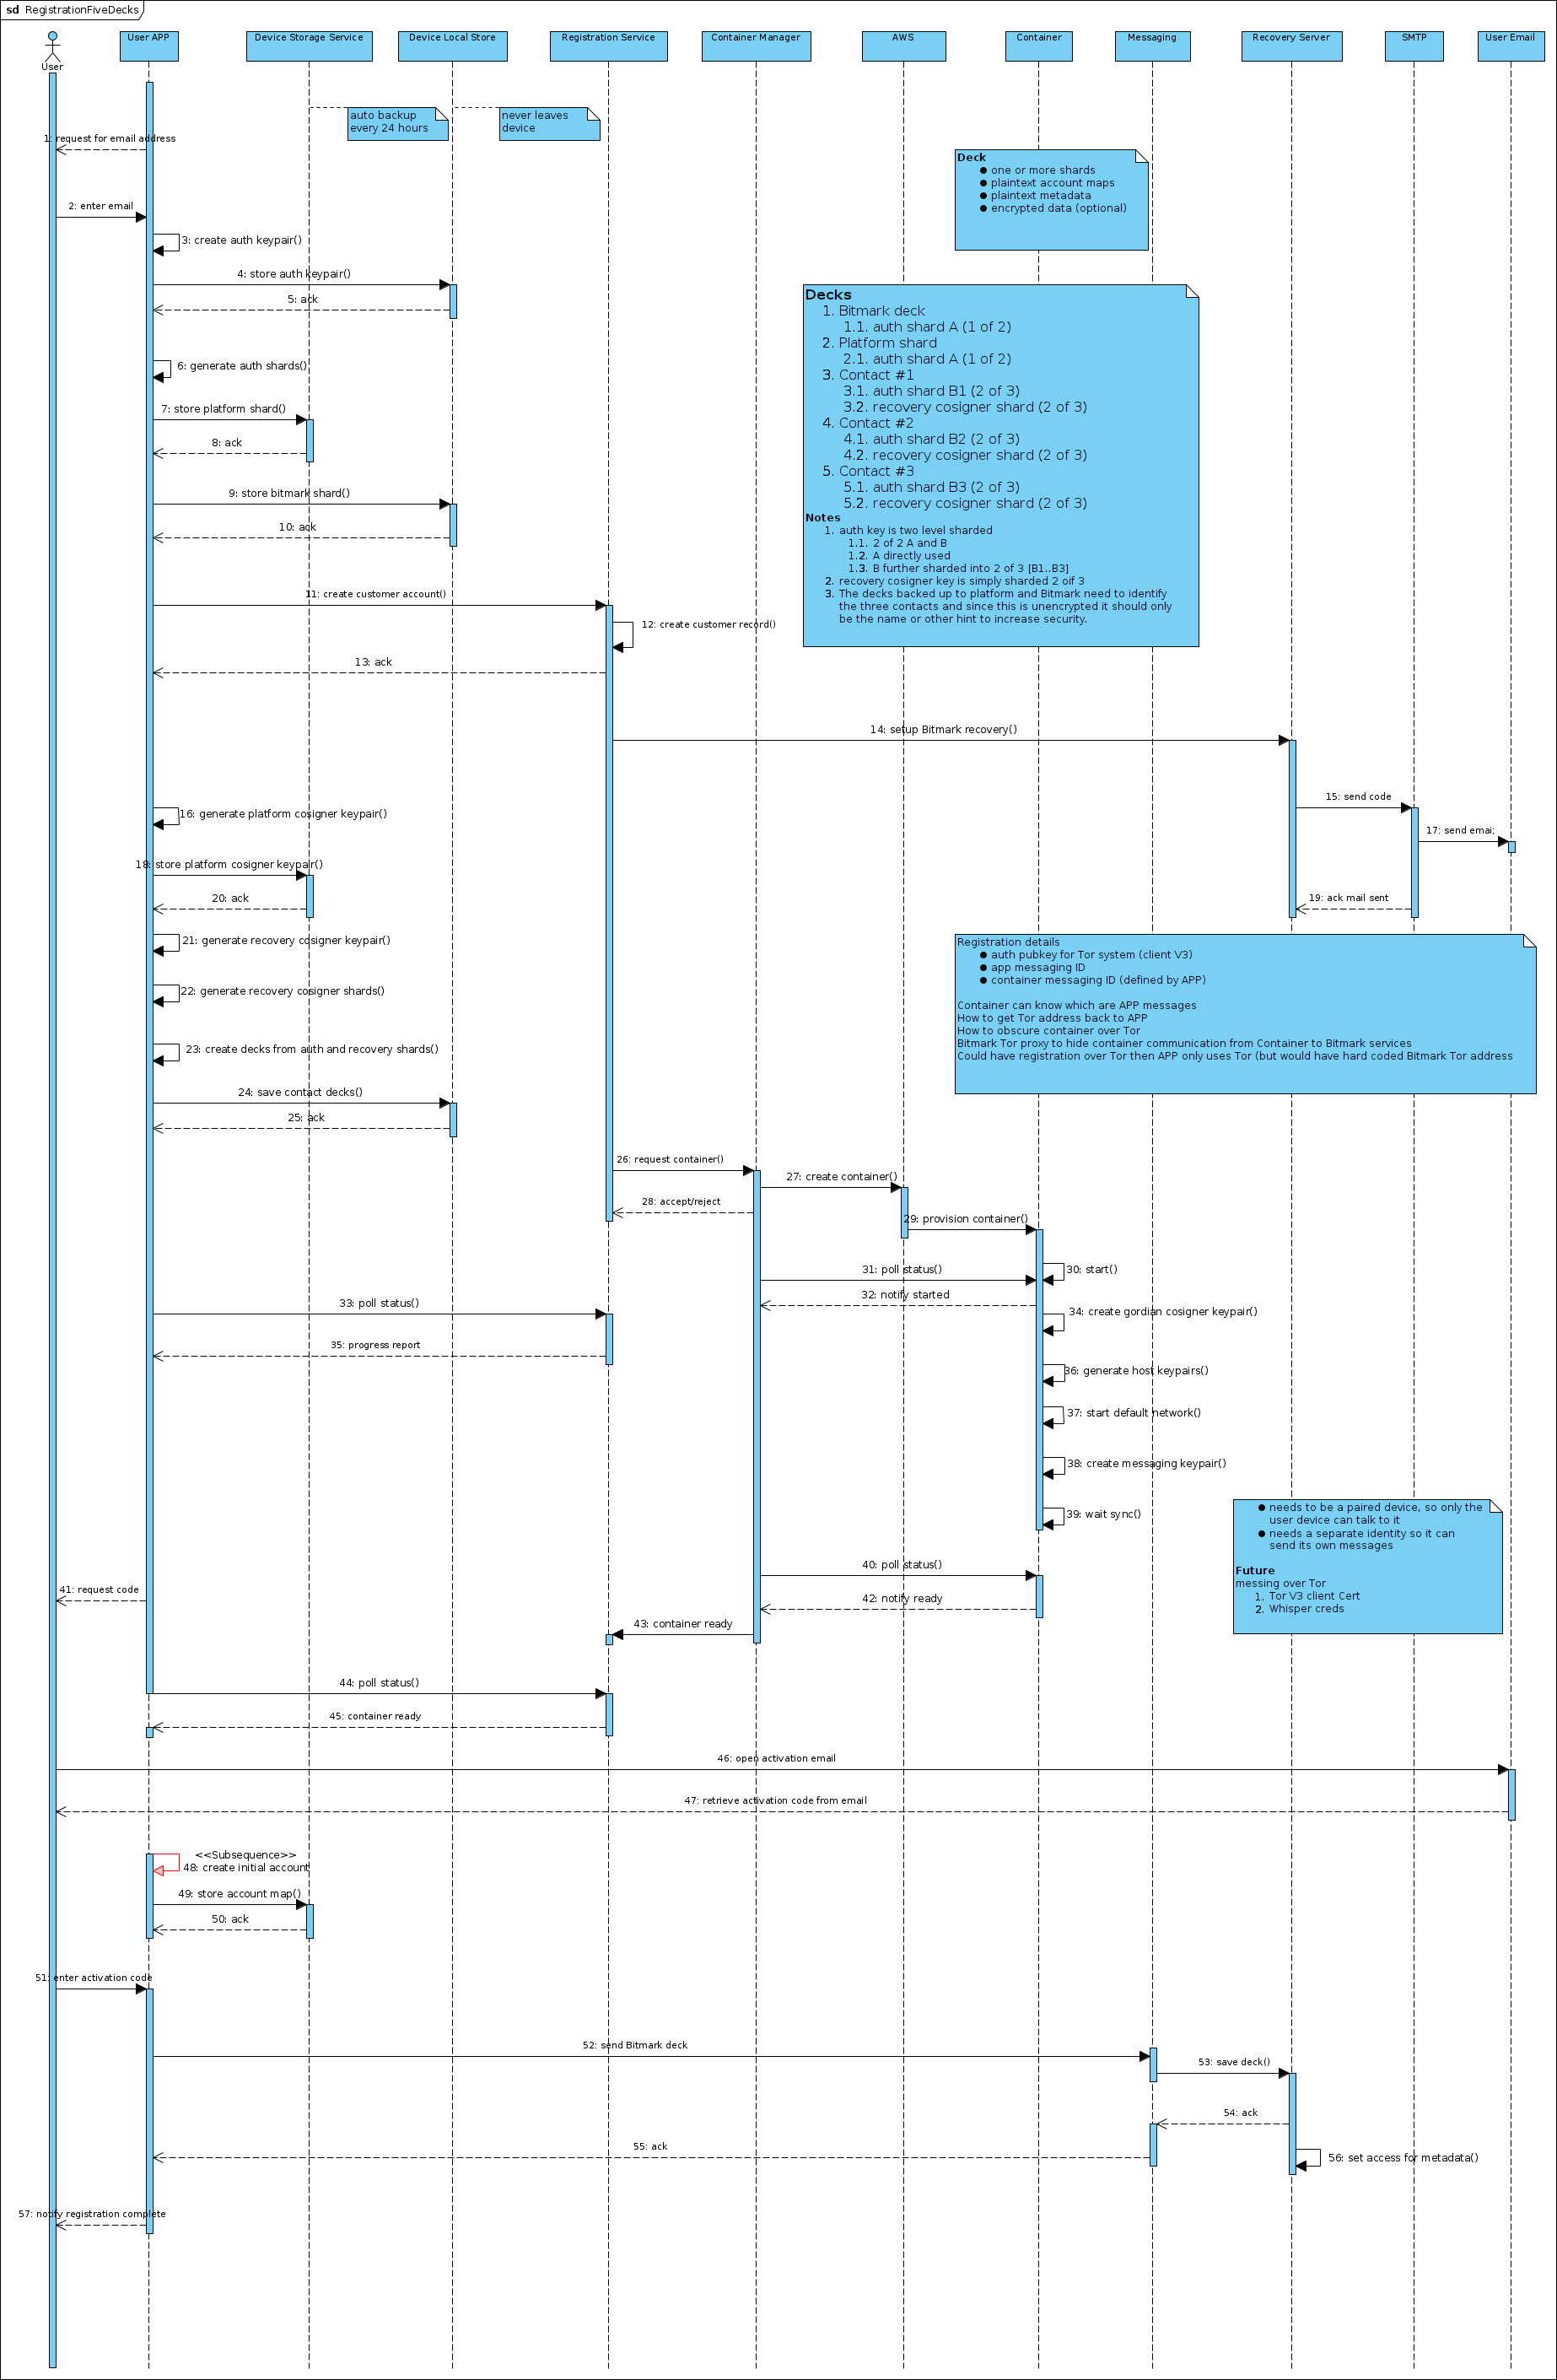 sd RegistrationFiveDecks
User
User APP
Device Storage Service
Device Local Store
Registration Service
Container Manager
AWS
Container
Messaging
Recovery Server
SMTP
User Email
auto backup
every 24 hours
never leaves
device
1: request for email address
Deck
● one or more shards
● plaintext account maps
● plaintext metadata
● encrypted data (optional)
2: enter email
3: create auth keypair()
4: store auth keypair()
5: ack
6: generate auth shards()
7: store platform shard()
8: ack
9: store bitmark shard()
10: ack
Decks
1. Bitmark deck
1.1. auth shard A (1 of 2)
2. Platform shard
2.1. auth shard A (1 of 2)
3. Contact #1
3.1. auth shard B1 (2 of 3)
3.2. recovery cosigner shard (2 of 3)
4. Contact #2
4.1. auth shard B2 (2 of 3)
4.2. recovery cosigner shard (2 of 3)
5. Contact #3
5.1. auth shard B3 (2 of 3)
5.2. recovery cosigner shard (2 of 3)
Notes
1. auth key is two level sharded
1.1. 2 of 2 A and B
1.2. A directly used
1.3. B further sharded into 2 of 3 [B1..B3]
2. recovery cosigner key is simply sharded 2 oif 3
3. The decks backed up to platform and Bitmark need to identify
the three contacts and since this is unencrypted it should only
be the name or other hint to increase security.
11: create customer account()
12: create customer record()
13: ack
14: setup Bitmark recovery()
15: send code
16: generate platform cosigner keypair()
17: send emai;
18: store platform cosigner keypair()
19: ack mail sent
20: ack
21: generate recovery cosigner keypair()
22: generate recovery cosigner shards()
23: create decks from auth and recovery shards()
24: save contact decks()
25: ack
Registration details
● auth pubkey for Tor system (client V3)
● app messaging ID
● container messaging ID (defined by APP)
Container can know which are APP messages
How to get Tor address back to APP
How to obscure container over Tor
Bitmark Tor proxy to hide container communication from Container to Bitmark services
Could have registration over Tor then APP only uses Tor (but would have hard coded Bitmark Tor address
26: request container()
27: create container()
28: accept/reject
29: provision container()
30: start()
31: poll status()
32: notify started
33: poll status()
34: create gordian cosigner keypair()
35: progress report
36: generate host keypairs()
37: start default network()
38: create messaging keypair()
39: wait sync()
● needs to be a paired device, so only the
user device can talk to it
● needs a separate identity so it can
send its own messages
Future
messing over Tor
1. Tor V3 client Cert
2. Whisper creds
40: poll status()
41: request code
42: notify ready
43: container ready
44: poll status()
45: container ready
46: open activation email
47: retrieve activation code from email
<<Subsequence>>
48: create initial account
49: store account map()
50: ack
51: enter activation code
52: send Bitmark deck
53: save deck()
54: ack
55: ack
56: set access for metadata()
57: notify registration complete